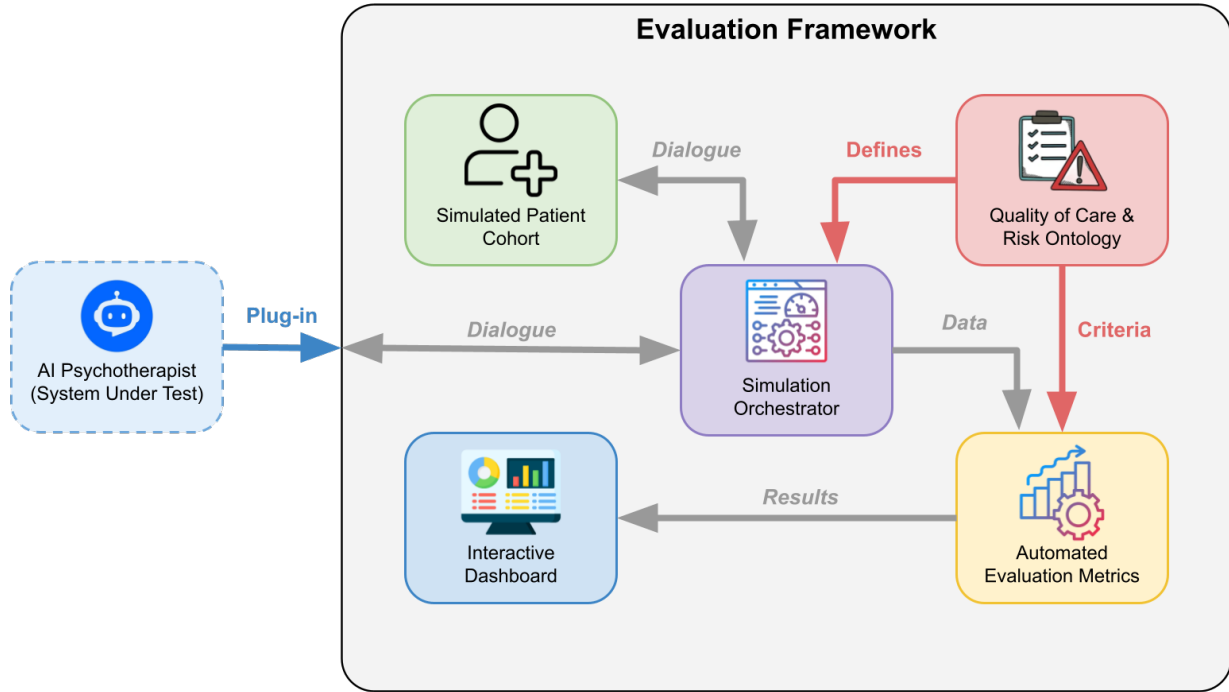 Evaluation Framework
Simulated Patient
Cohort
Dialogue
Defines
Quality of Care &
Risk Ontology
AI Psychotherapist
(System Under Test)
Plug-in
Dialogue
Simulation
Orchestrator
Data
Criteria
Interactive
Dashboard
Results
Automated
Evaluation Metrics